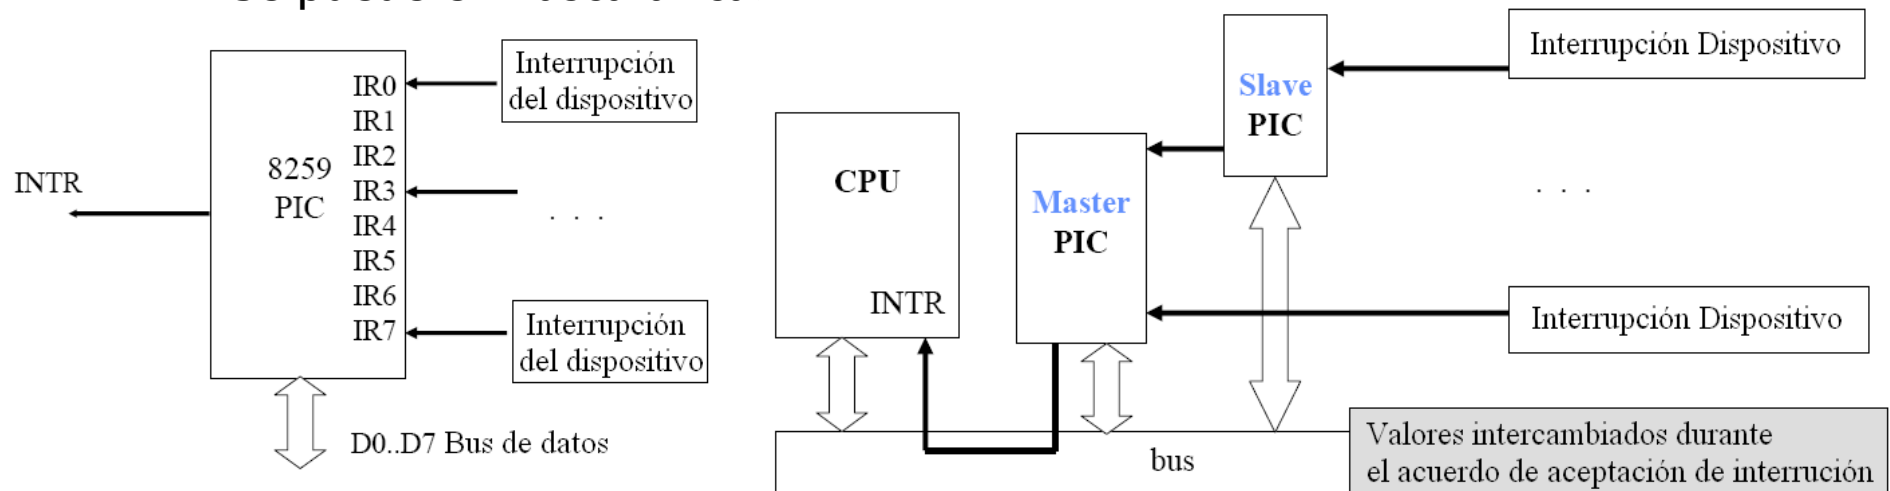 INTR
8259
PIC
IR0
IR1
IR2
IR3
IR4
IR5
IR6
IR7
Interrupción
del dispositivo
. . .
Interrupción
del dispositivo
D0..D7 Bus de datos
CPU
INTR
Master
PIC
Slave
PIC
Interrupción Dispositivo
. . .
Interrupción Dispositivo
bus
Valores intercambiados durante
el acuerdo de aceptación de interrución